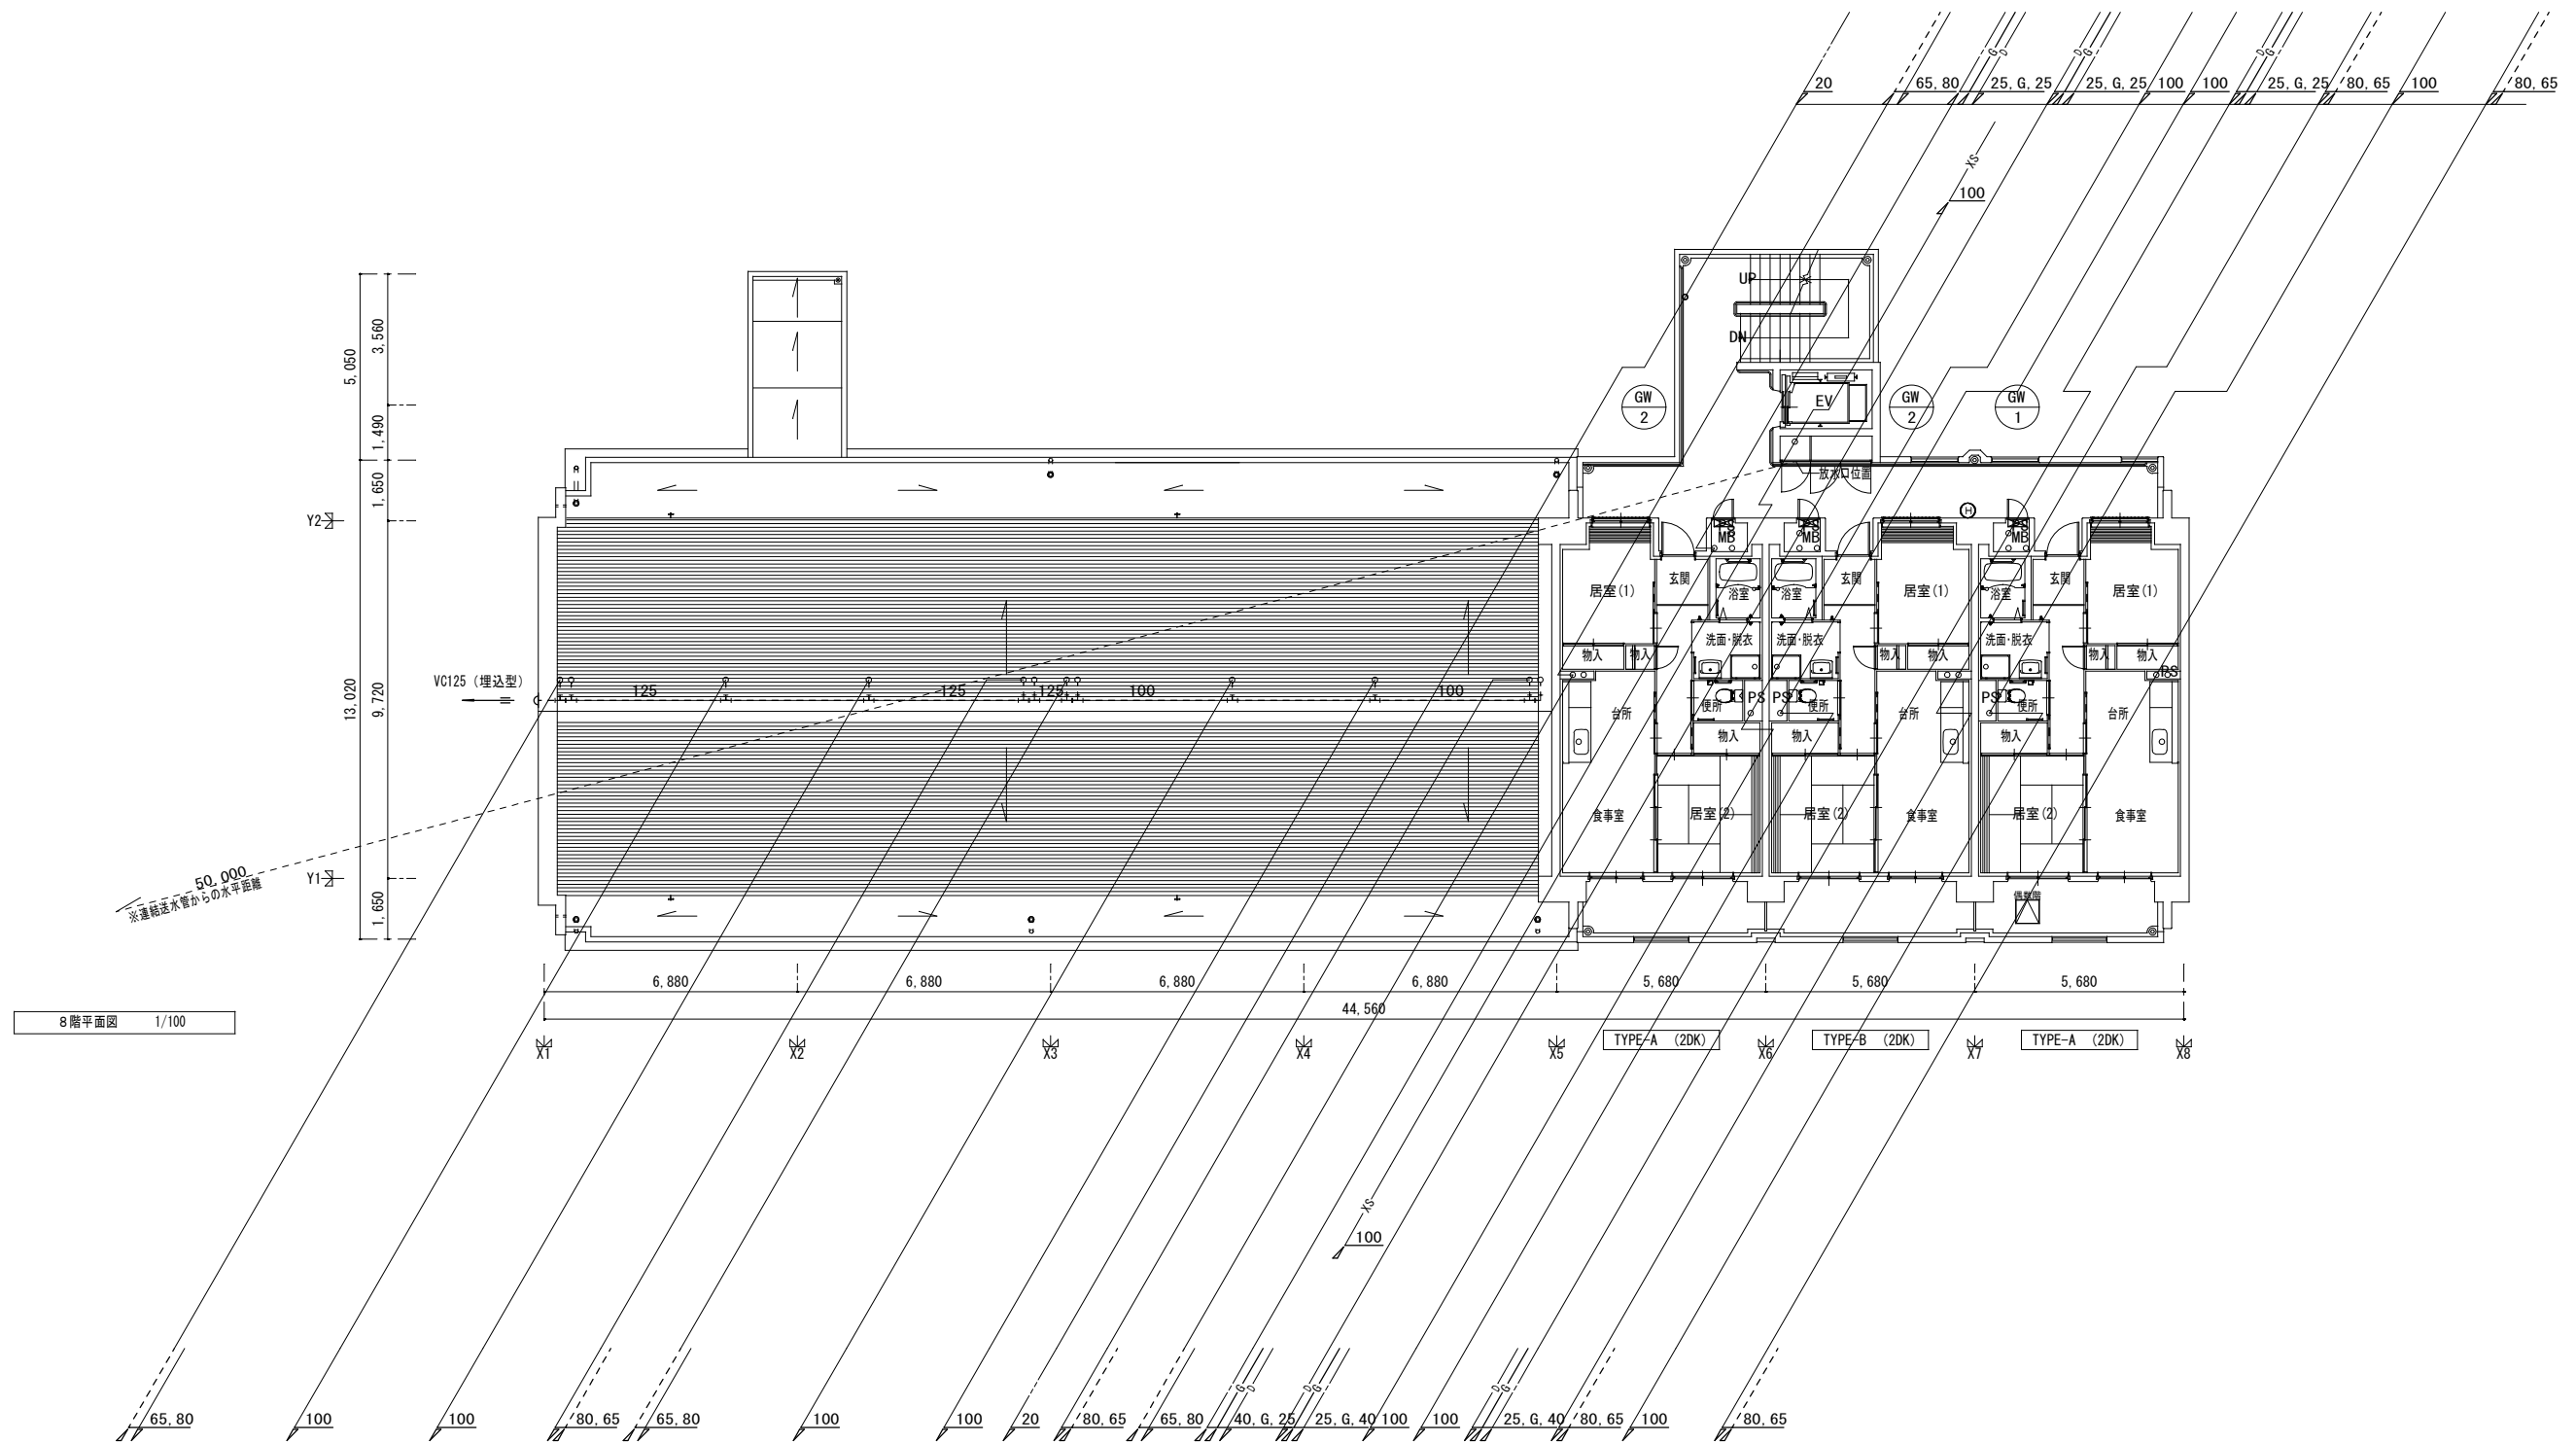 20
65,80
25,G,25
25,G,25
100
100
25,G,25
80,65
100
80,65
G
D
D
G
D
G
XS
100
UP
DN
EV
GW
2
GW
2
GW
1
放水口位置
5,050
3,560
1,490
1,650
13,020
9,720
1,650
Y2
Y1
VC125（埋込型）
125
125
125
100
100
50,000
※連結送水管からの水平距離
MB
MB
MB
H
居室(1)
玄関
浴室
浴室
玄関
居室(1)
浴室
玄関
居室(1)
洗面・脱衣
洗面・脱衣
洗面・脱衣
物入
物入
物入
物入
物入
物入
PS
PS
PS
PS
台所
便所
便所
台所
便所
台所
物入
物入
物入
食事室
居室(2)
居室(2)
食事室
居室(2)
食事室
偶数階
6,880
6,880
6,880
6,880
5,680
5,680
5,680
44,560
8階平面図 1/100
X1
X2
X3
X4
X5
X6
X7
X8
TYPE-A （2DK）
TYPE-B （2DK）
TYPE-A （2DK）
XS
100
G
D
D
G
D
G
65,80
100
100
80,65
65,80
100
100
20
80,65
65,80
40,G,25
25,G,40
100
100
25,G,40
80,65
100
80,65